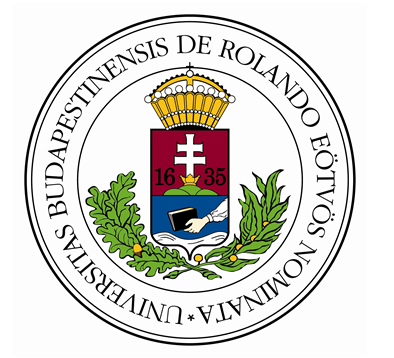 UNIVERSITAS BUDAPESTINENSIS DE ROLANDO EÖTVÖS NOMINATA *
16 35